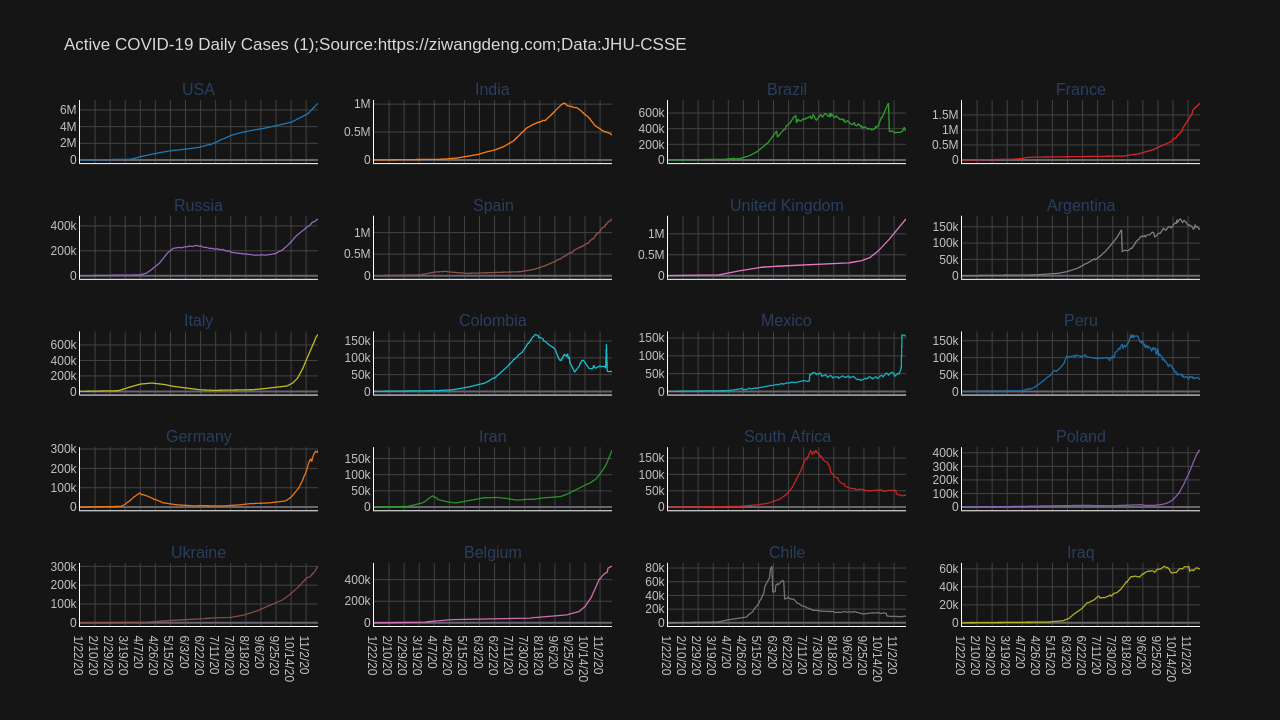 Active COVID-19 Daily Cases (1);Source:https://ziwangdeng.com;Data:JHU-CSSE
USA
India
Brazil
France
6M
4M
2M
0
1M
0.5M
0
600k
400k
200k
0
1.5M
1M
0.5M
0
Russia
Spain
United Kingdom
Argentina
400k
200k
0
1M
0.5M
0
1M
0.5M
0
150k
100k
50k
0
Italy
Colombia
Mexico
Peru
600k
400k
200k
0
150k
100k
50k
0
150k
100k
50k
0
150k
100k
50k
0
Germany
Iran
South Africa
Poland
300k
200k
100k
0
150k
100k
50k
0
150k
100k
50k
0
400k
300k
200k
100k
0
Ukraine
Belgium
Chile
Iraq
300k
200k
100k
0
400k
200k
0
80k
60k
40k
20k
0
60k
40k
20k
0
1/22/20
2/10/20
2/29/20
3/19/20
4/7/20
4/26/20
5/15/20
6/3/20
6/22/20
7/11/20
7/30/20
8/18/20
9/6/20
9/25/20
10/14/20
11/2/20
1/22/20
2/10/20
2/29/20
3/19/20
4/7/20
4/26/20
5/15/20
6/3/20
6/22/20
7/11/20
7/30/20
8/18/20
9/6/20
9/25/20
10/14/20
11/2/20
1/22/20
2/10/20
2/29/20
3/19/20
4/7/20
4/26/20
5/15/20
6/3/20
6/22/20
7/11/20
7/30/20
8/18/20
9/6/20
9/25/20
10/14/20
11/2/20
1/22/20
2/10/20
2/29/20
3/19/20
4/7/20
4/26/20
5/15/20
6/3/20
6/22/20
7/11/20
7/30/20
8/18/20
9/6/20
9/25/20
10/14/20
11/2/20